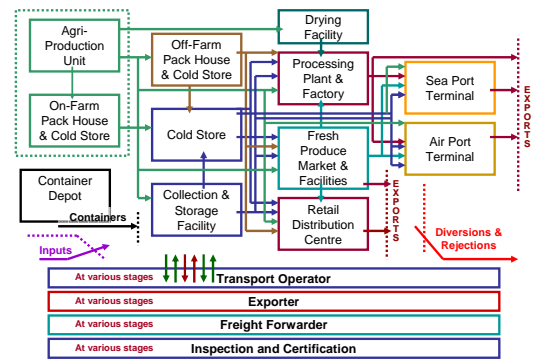 Agri-
Production
Unit
Off-Farm
Pack House
& Cold Store
Drying
Facility
Processing
Plant &
Factory
Sea Port
Terminal
On-Farm
Pack House
& Cold Store
Cold Store
Fresh
Produce
Market &
Facilities
Air Port
Terminal
EXPORTS
Container
Depot
Containers
Collection &
Storage
Facility
Retail
Distribution
Centre
EXPORTS
Inputs
Diversions &
Rejections
At various stages Transport Operator
At various stages Exporter
At various stages Freight Forwarder
At various stages Inspection and Certification